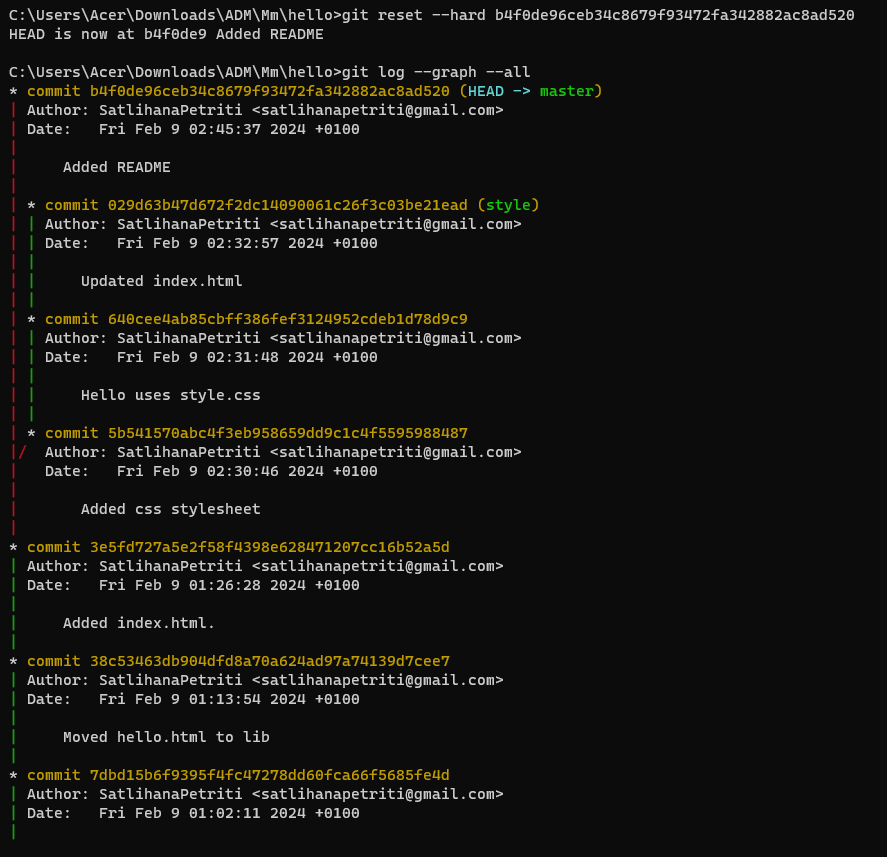 C:\Users\Acer\Downloads\ADM\Mm\hello>git reset --hard b4f0de96ceb34c8679f93472fa342882ac8ad520
HEAD is now at b4f0de9 Added README
C:\Users\Acer\Downloads\ADM\Mm\hello>git log --graph --all
* commit b4f0de96ceb34c8679f93472fa342882ac8ad520 (HEAD -> master)
| Author: SatlihanaPetriti <satlihanapetriti@gmail.com>
| Date:   Fri Feb 9 02:45:37 2024 +0100
|
|     Added README
|
| * commit 029d63b47d672f2dc14090061c26f3c03be21ead (style)
| | Author: SatlihanaPetriti <satlihanapetriti@gmail.com>
| | Date:   Fri Feb 9 02:32:57 2024 +0100
| |
| |     Updated index.html
| |
| * commit 640cee4ab85cbff386fef3124952cdeb1d78d9c9
| | Author: SatlihanaPetriti <satlihanapetriti@gmail.com>
| | Date:   Fri Feb 9 02:31:48 2024 +0100
| |
| |     Hello uses style.css
| |
| * commit 5b541570abc4f3eb958659dd9c1c4f5595988487
|/  Author: SatlihanaPetriti <satlihanapetriti@gmail.com>
|   Date:   Fri Feb 9 02:30:46 2024 +0100
|
|       Added css stylesheet
|
* commit 3e5fd727a5e2f58f4398e628471207cc16b52a5d
| Author: SatlihanaPetriti <satlihanapetriti@gmail.com>
| Date:   Fri Feb 9 01:26:28 2024 +0100
|
|     Added index.html.
|
* commit 38c53463db904dfd8a70a624ad97a74139d7cee7
| Author: SatlihanaPetriti <satlihanapetriti@gmail.com>
| Date:   Fri Feb 9 01:13:54 2024 +0100
|
|     Moved hello.html to lib
|
* commit 7dbd15b6f9395f4fc47278dd60fca66f5685fe4d
| Author: SatlihanaPetriti <satlihanapetriti@gmail.com>
| Date:   Fri Feb 9 01:02:11 2024 +0100
|